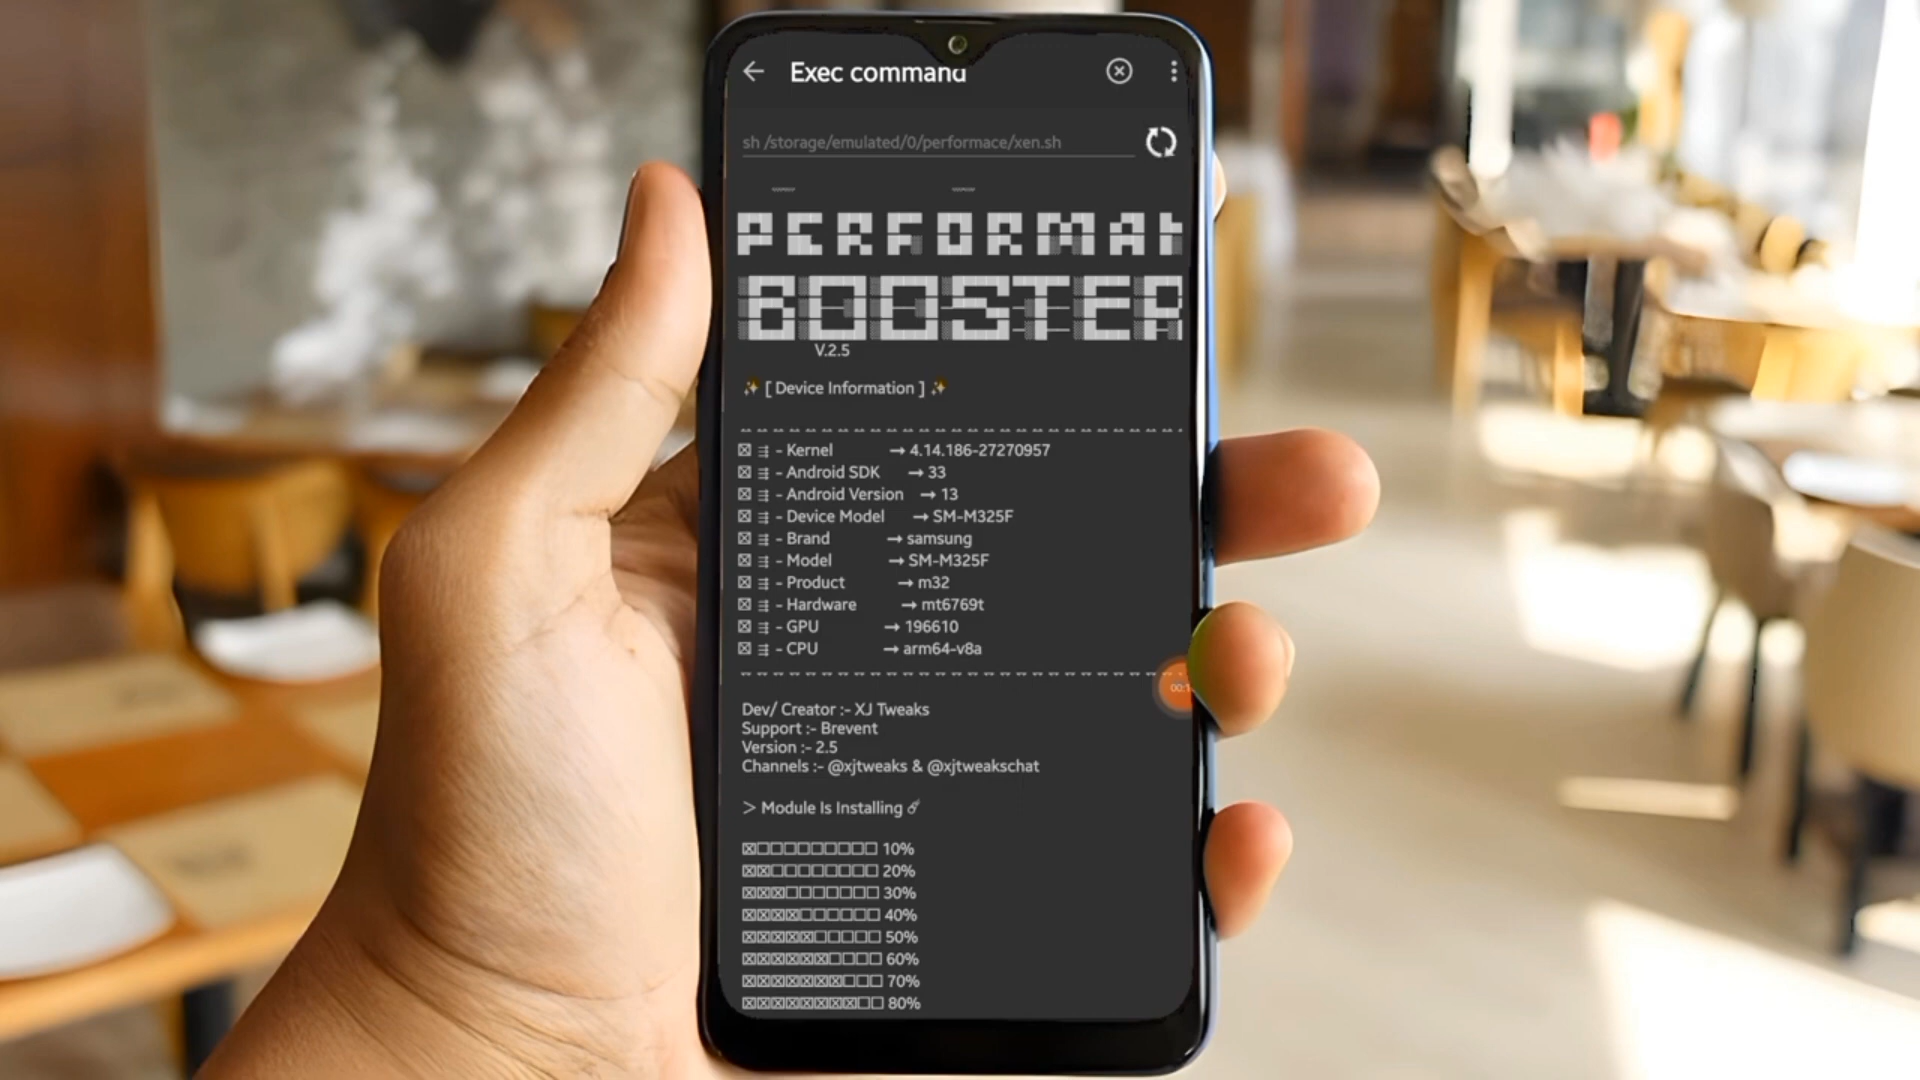 Exec command
sh /storage/emulated/0/performace/xen.sh
PERFORMAN
BOOSTER
V.2.5
✨ [ Device Information ] ✨
☒ ⇶ - Kernel → 4.14.186-27270957
☒ ⇶ - Android SDK → 33
☒ ⇶ - Android Version → 13
☒ ⇶ - Device Model → SM-M325F
☒ ⇶ - Brand → samsung
☒ ⇶ - Model → SM-M325F
☒ ⇶ - Product → m32
☒ ⇶ - Hardware → mt6769t
☒ ⇶ - GPU → 196610
☒ ⇶ - CPU → arm64-v8a
00:1
Dev/ Creator :- XJ Tweaks
Support :- Brevent
Version :- 2.5
Channels :- @xjtweaks & @xjtweakschat
> Module Is Installing
☒☐☐☐☐☐☐☐☐☐ 10%
☒☒☐☐☐☐☐☐☐☐ 20%
☒☒☒☐☐☐☐☐☐☐ 30%
☒☒☒☒☐☐☐☐☐☐ 40%
☒☒☒☒☒☐☐☐☐☐ 50%
☒☒☒☒☒☒☐☐☐☐ 60%
☒☒☒☒☒☒☒☐☐☐ 70%
☒☒☒☒☒☒☒☒☐☐ 80%